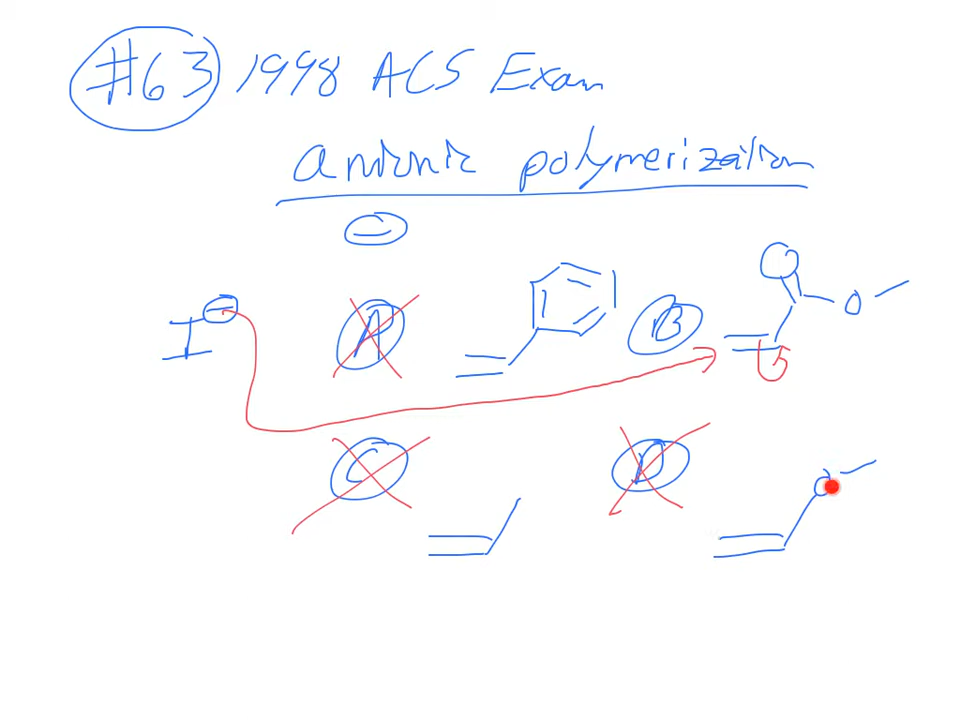 #63 1998 ACS Exam
anionic polymerization
⊖
I⊖ A B
O
O
C D
O